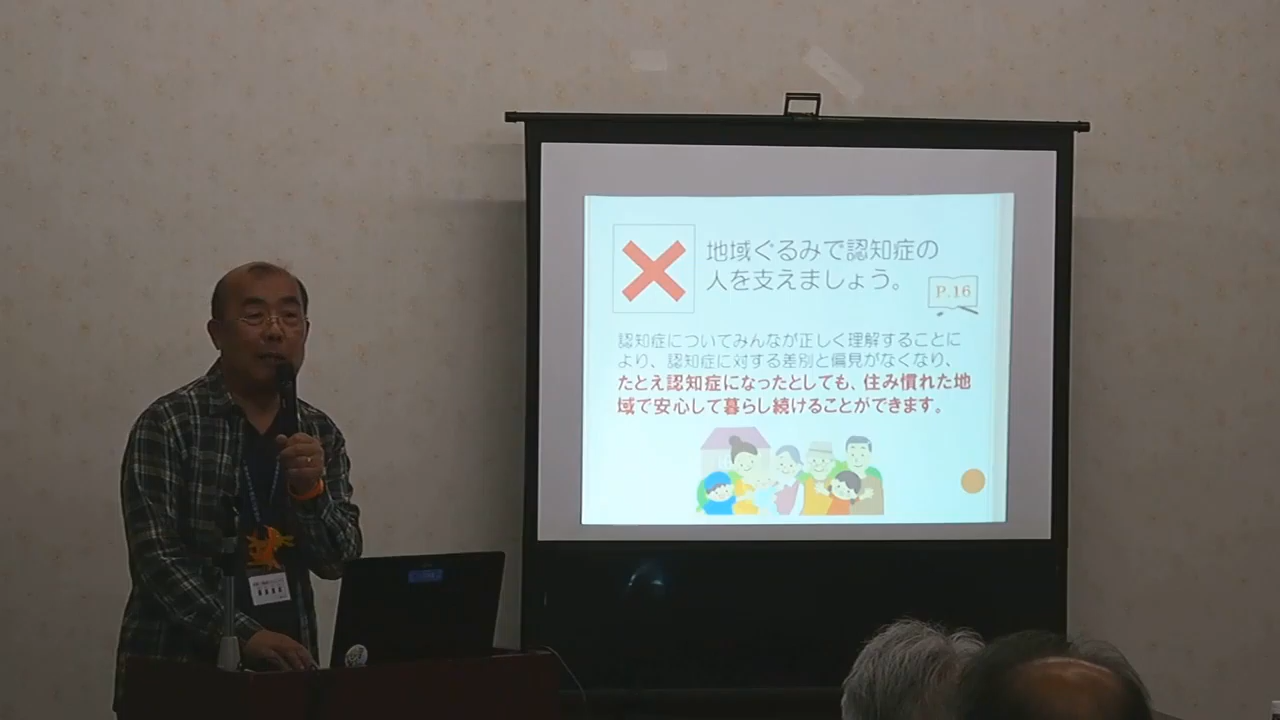 地域ぐるみで認知症の
人を支えましょう。
P.16
認知症についてみんなが正しく理解することに
より、認知症に対する差別と偏見がなくなり、
たとえ認知症になったとしても、住み慣れた地
域で安心して暮らし続けることができます。